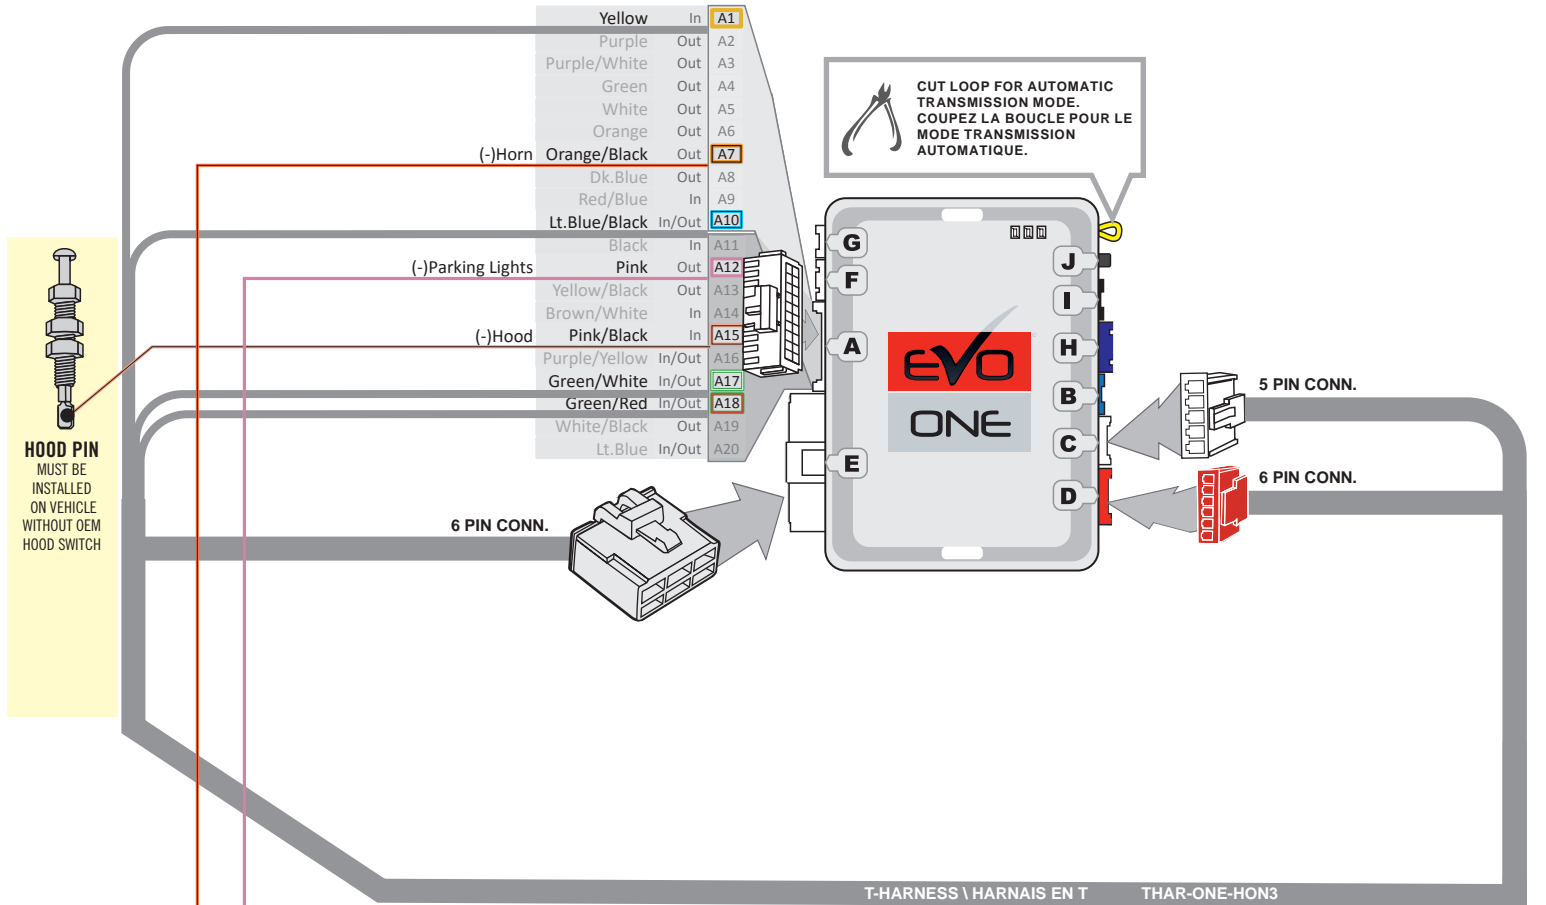 Yellow In A1
Purple Out A2
Purple/White Out A3
Green Out A4
White Out A5
Orange Out A6
(-)Horn Orange/Black Out A7
Dk.Blue Out A8
Red/Blue In A9
Lt.Blue/Black In/Out A10
Black In A11
(-)Parking Lights Pink Out A12
Yellow/Black Out A13
Brown/White In A14
(-)Hood Pink/Black In A15
Purple/Yellow In/Out A16
Green/White In/Out A17
Green/Red In/Out A18
White/Black Out A19
Lt.Blue In/Out A20
CUT LOOP FOR AUTOMATIC
TRANSMISSION MODE.
COUPEZ LA BOUCLE POUR LE
MODE TRANSMISSION
AUTOMATIQUE.
G
F
A
E
J
I
H
B
C
D
EVO
ONE
HOOD PIN
MUST BE
INSTALLED
ON VEHICLE
WITHOUT OEM
HOOD SWITCH
6 PIN CONN.
5 PIN CONN.
6 PIN CONN.
T-HARNESS \ HARNAIS EN T THAR-ONE-HON3